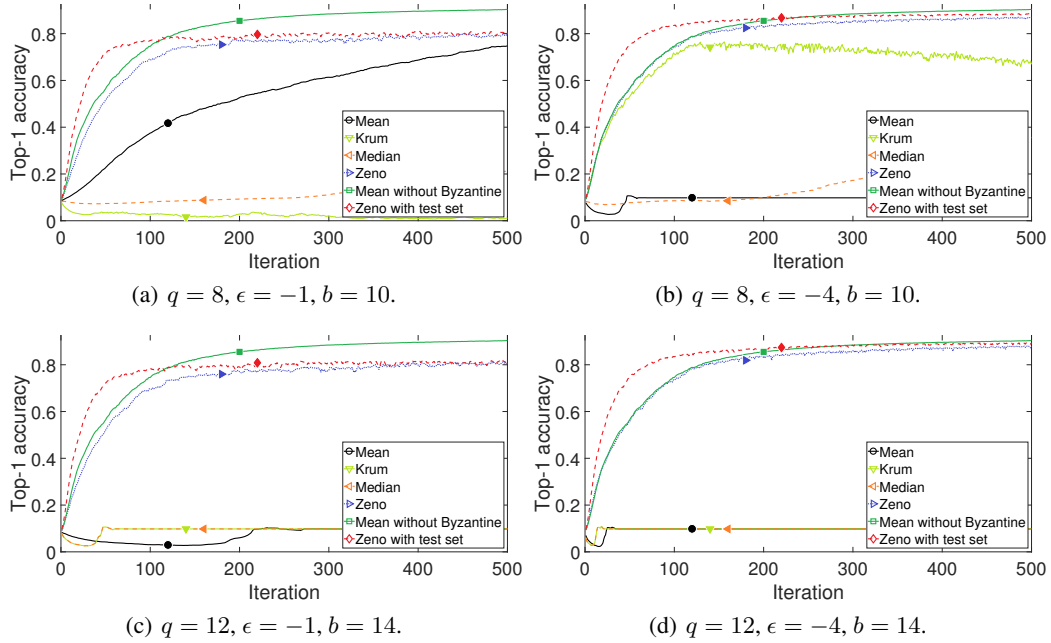 Top-1 accuracy
0.8
0.6
0.4
0.2
0
Mean
Krum
Median
Zeno
Mean without Byzantine
Zeno with test set
0 100 200 300 400 500
Iteration
(a) q = 8, ϵ = −1, b = 10.
Top-1 accuracy
0.8
0.6
0.4
0.2
0
Mean
Krum
Median
Zeno
Mean without Byzantine
Zeno with test set
0 100 200 300 400 500
Iteration
(b) q = 8, ϵ = −4, b = 10.
Top-1 accuracy
0.8
0.6
0.4
0.2
0
Mean
Krum
Median
Zeno
Mean without Byzantine
Zeno with test set
0 100 200 300 400 500
Iteration
(c) q = 12, ϵ = −1, b = 14.
Top-1 accuracy
0.8
0.6
0.4
0.2
0
Mean
Krum
Median
Zeno
Mean without Byzantine
Zeno with test set
0 100 200 300 400 500
Iteration
(d) q = 12, ϵ = −4, b = 14.